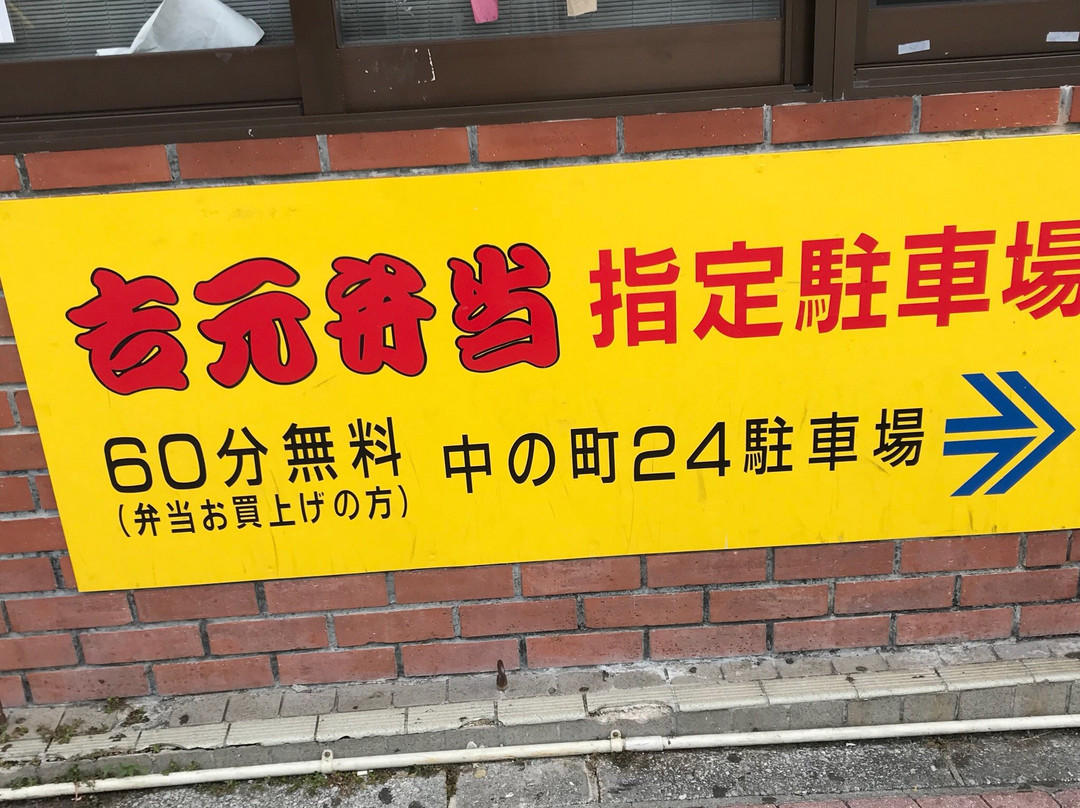 吉元弁当 指定駐車場
60分無料 中の町24駐車場
(弁当お買上げの方)